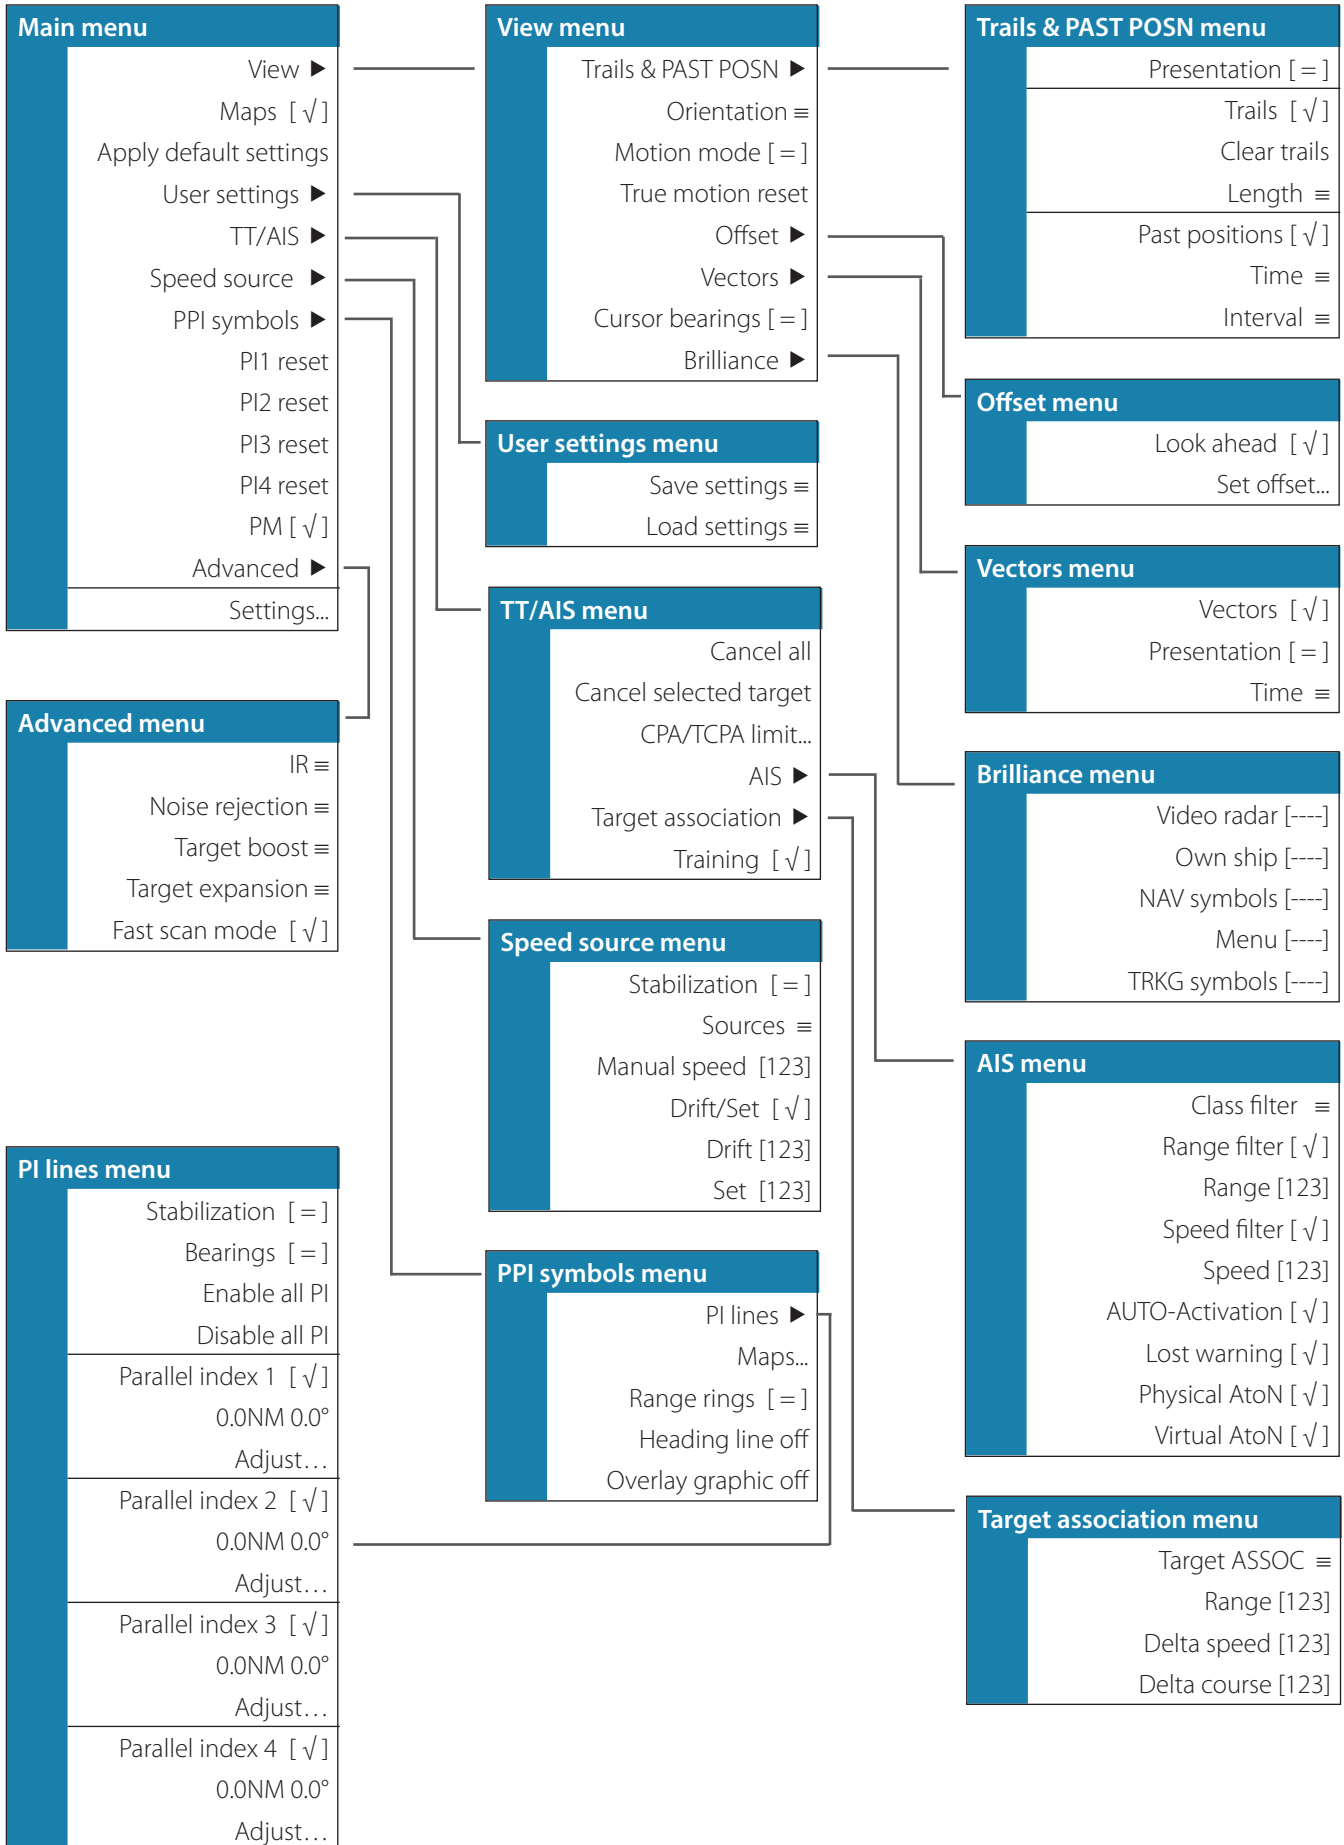 Main menu
View ►
Maps [ √ ]
Apply default settings
User settings ►
TT/AIS ►
Speed source ►
PPI symbols ►
PI1 reset
PI2 reset
PI3 reset
PI4 reset
PM [ √ ]
Advanced ►
Settings...
Advanced menu
IR ≡
Noise rejection ≡
Target boost ≡
Target expansion ≡
Fast scan mode [ √ ]
PI lines menu
Stabilization [ = ]
Bearings [ = ]
Enable all PI
Disable all PI
Parallel index 1 [ √ ]
0.0NM 0.0°
Adjust…
Parallel index 2 [ √ ]
0.0NM 0.0°
Adjust…
Parallel index 3 [ √ ]
0.0NM 0.0°
Adjust…
Parallel index 4 [ √ ]
0.0NM 0.0°
Adjust…
View menu
Trails & PAST POSN ►
Orientation ≡
Motion mode [ = ]
True motion reset
Offset ►
Vectors ►
Cursor bearings [ = ]
Brilliance ►
User settings menu
Save settings ≡
Load settings ≡
TT/AIS menu
Cancel all
Cancel selected target
CPA/TCPA limit...
AIS ►
Target association ►
Training [ √ ]
Speed source menu
Stabilization [ = ]
Sources ≡
Manual speed [123]
Drift/Set [ √ ]
Drift [123]
Set [123]
PPI symbols menu
PI lines ►
Maps...
Range rings [ = ]
Heading line off
Overlay graphic off
Trails & PAST POSN menu
Presentation [ = ]
Trails [ √ ]
Clear trails
Length ≡
Past positions [ √ ]
Time ≡
Interval ≡
Offset menu
Look ahead [ √ ]
Set offset...
Vectors menu
Vectors [ √ ]
Presentation [ = ]
Time ≡
Brilliance menu
Video radar [----]
Own ship [----]
NAV symbols [----]
Menu [----]
TRKG symbols [----]
AIS menu
Class filter ≡
Range filter [ √ ]
Range [123]
Speed filter [ √ ]
Speed [123]
AUTO-Activation [ √ ]
Lost warning [ √ ]
Physical AtoN [ √ ]
Virtual AtoN [ √ ]
Target association menu
Target ASSOC ≡
Range [123]
Delta speed [123]
Delta course [123]